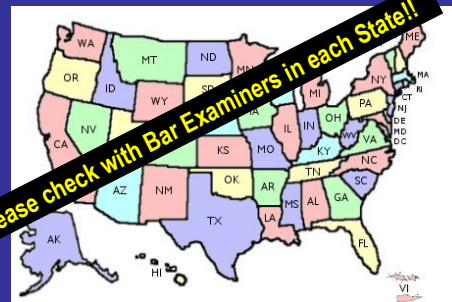 ease check with Bar Examiners in each State!!
WA
MT
ND
MN
ME
OR
ID
WY
SD
MI
NY
MA
RI
CT
NJ
DE
MD
DC
PA
NV
CA
IA
IL
IN
OH
WV
VA
KS
MO
KY
NC
TN
SC
AZ
NM
OK
AR
TX
LA
MS
AL
GA
FL
AK
HI
VI